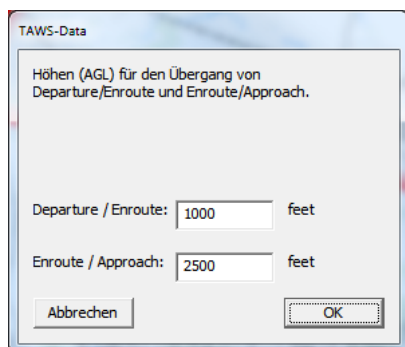 TAWS-Data
Höhen (AGL) für den Übergang von
Departure/Enroute und Enroute/Approach.
Departure / Enroute: 1000 feet
Enroute / Approach: 2500 feet
Abbrechen OK